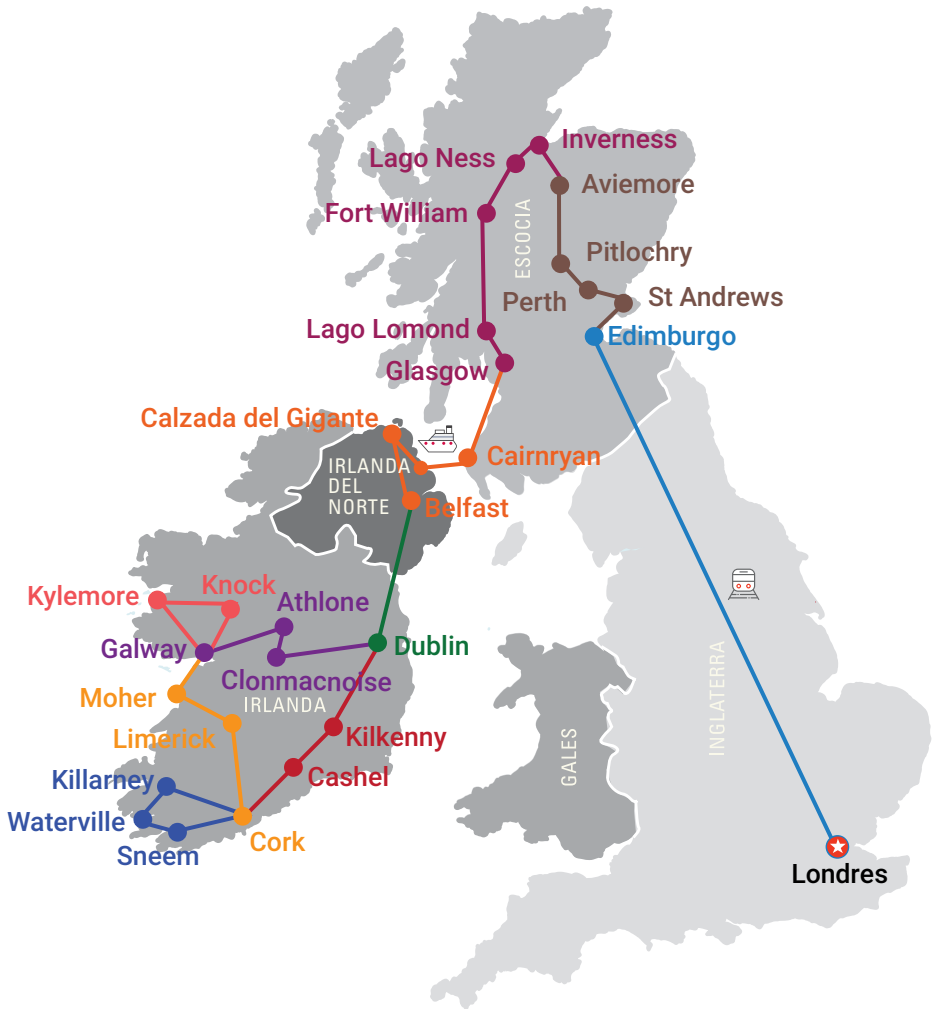 Inverness
Lago Ness
Aviemore
Fort William
ESCOCIA
Pitlochry
Perth
St Andrews
Lago Lomond
Edimburgo
Glasgow
Calzada del Gigante
Cairnryan
IRLANDA
DEL
NORTE
Belfast
Knock
Kylemore
Athlone
Galway
Dublin
Clonmacnoise
Moher
IRLANDA
INGLATERRA
Limerick
Kilkenny
GALES
Killarney
Cashel
Waterville
Cork
Sneem
Londres